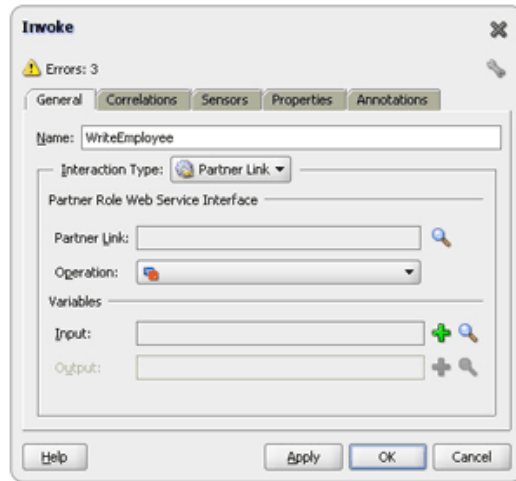 Invoke
Errors: 3
General Correlations Sensors Properties Annotations
Name: WriteEmployee
Interaction Type: Partner Link
Partner Role Web Service Interface
Partner Link:
Operation:
Variables
Input:
Output:
Help Apply OK Cancel